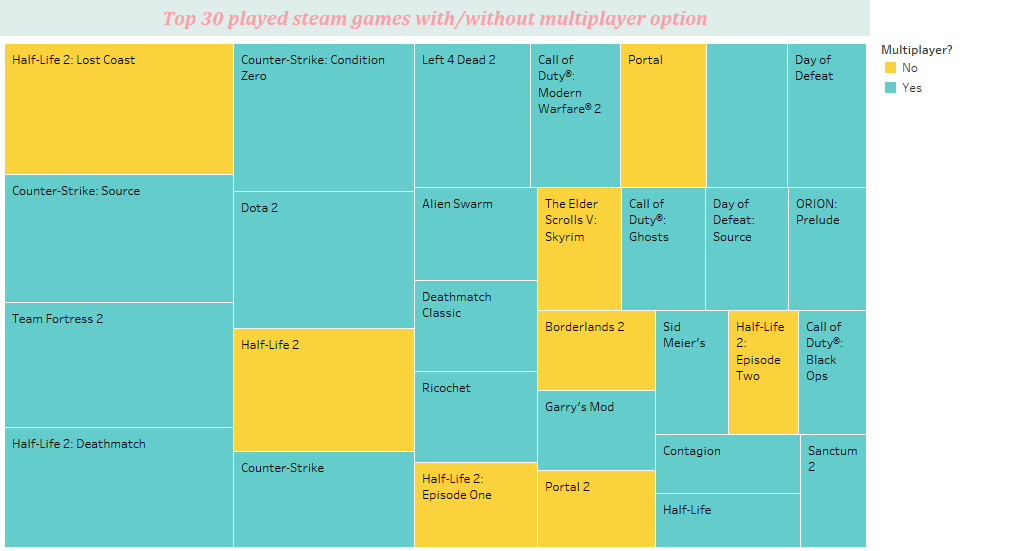 Top 30 played steam games with/without multiplayer option
Multiplayer?
No
Yes
Half-Life 2: Lost Coast
Counter-Strike: Source
Team Fortress 2
Half-Life 2: Deathmatch
Counter-Strike: Condition
Zero
Dota 2
Half-Life 2
Counter-Strike
Left 4 Dead 2
Call of
Duty®:
Modern
Warfare® 2
Portal
Day of
Defeat
Alien Swarm
Deathmatch
Classic
Ricochet
Half-Life 2:
Episode One
The Elder
Scrolls V:
Skyrim
Call of
Duty®:
Ghosts
Day of
Defeat:
Source
ORION:
Prelude
Borderlands 2
Garry's Mod
Portal 2
Sid
Meier's
Half-Life
2:
Episode
Two
Call of
Duty®:
Black
Ops
Contagion
Half-Life
Sanctum
2